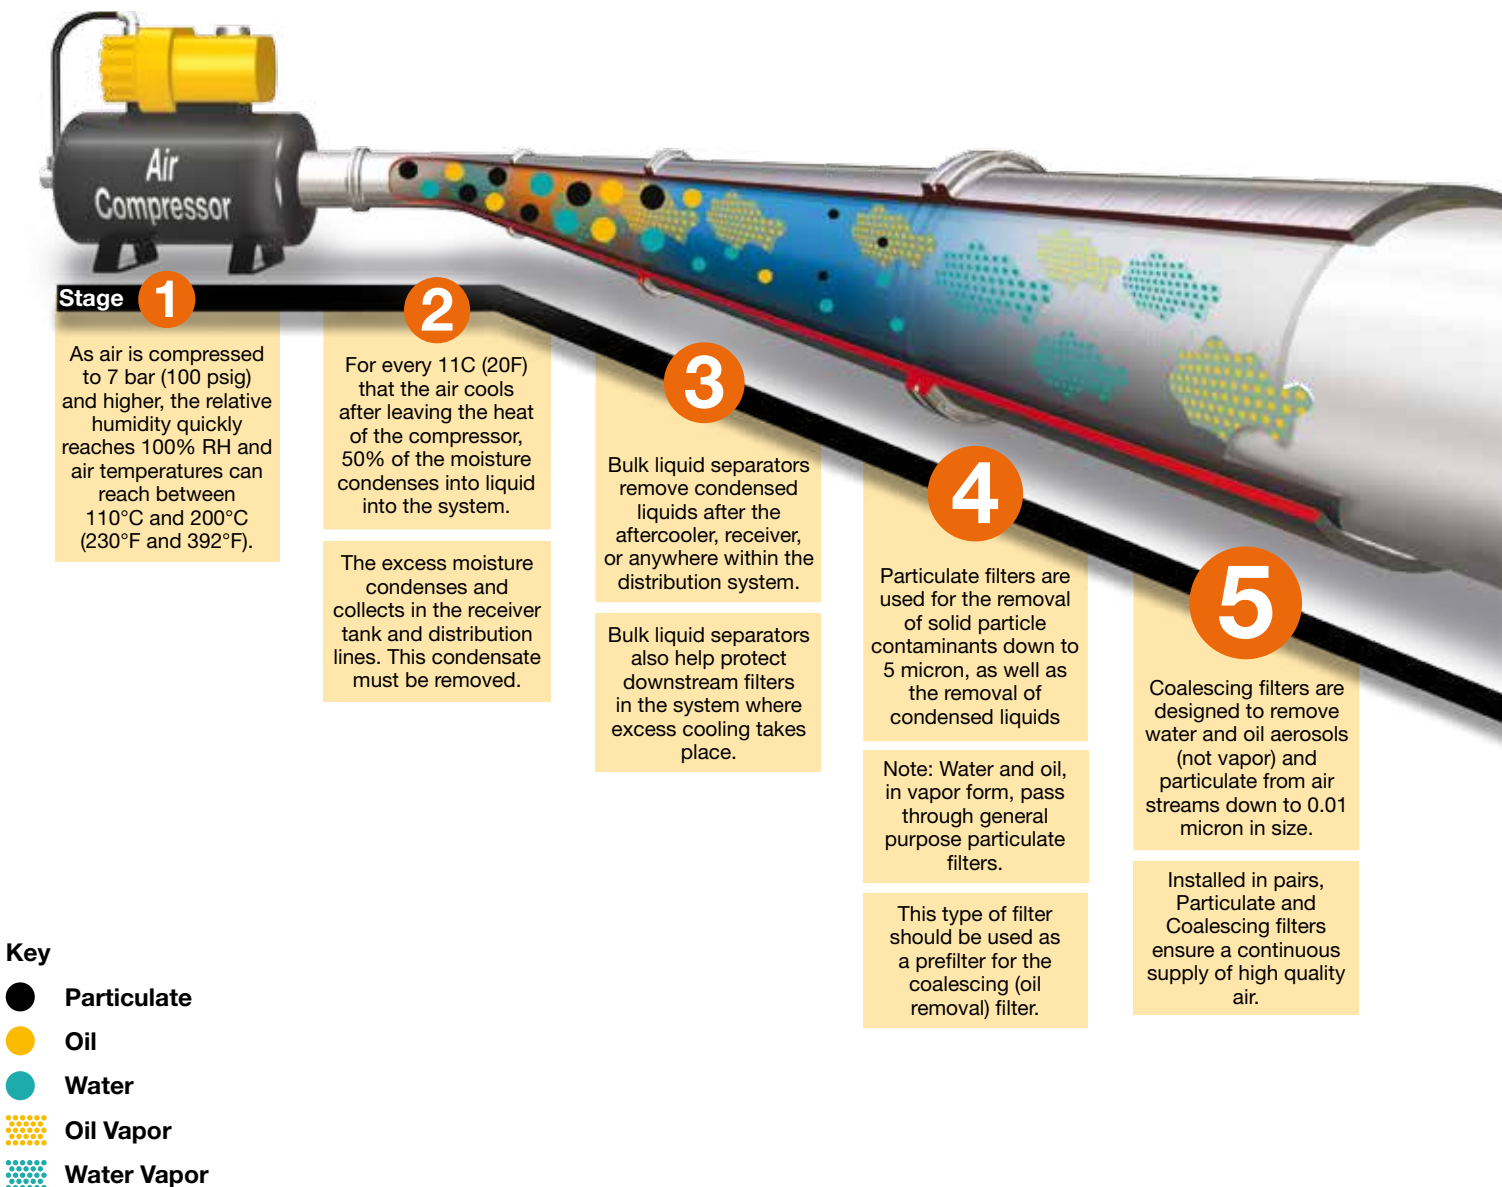 Air
Compressor
Stage
1
As air is compressed
to 7 bar (100 psig)
and higher, the relative
humidity quickly
reaches 100% RH and
air temperatures can
reach between
110°C and 200°C
(230°F and 392°F).
2
For every 11C (20F)
that the air cools
after leaving the heat
of the compressor,
50% of the moisture
condenses into liquid
into the system.
The excess moisture
condenses and
collects in the receiver
tank and distribution
lines. This condensate
must be removed.
3
Bulk liquid separators
remove condensed
liquids after the
aftercooler, receiver,
or anywhere within the
distribution system.
Bulk liquid separators
also help protect
downstream filters
in the system where
excess cooling takes
place.
4
Particulate filters are
used for the removal
of solid particle
contaminants down to
5 micron, as well as
the removal of
condensed liquids
Note: Water and oil,
in vapor form, pass
through general
purpose particulate
filters.
This type of filter
should be used as
a prefilter for the
coalescing (oil
removal) filter.
5
Coalescing filters are
designed to remove
water and oil aerosols
(not vapor) and
particulate from air
streams down to 0.01
micron in size.
Installed in pairs,
Particulate and
Coalescing filters
ensure a continuous
supply of high quality
air.
Key
Particulate
Oil
Water
Oil Vapor
Water Vapor